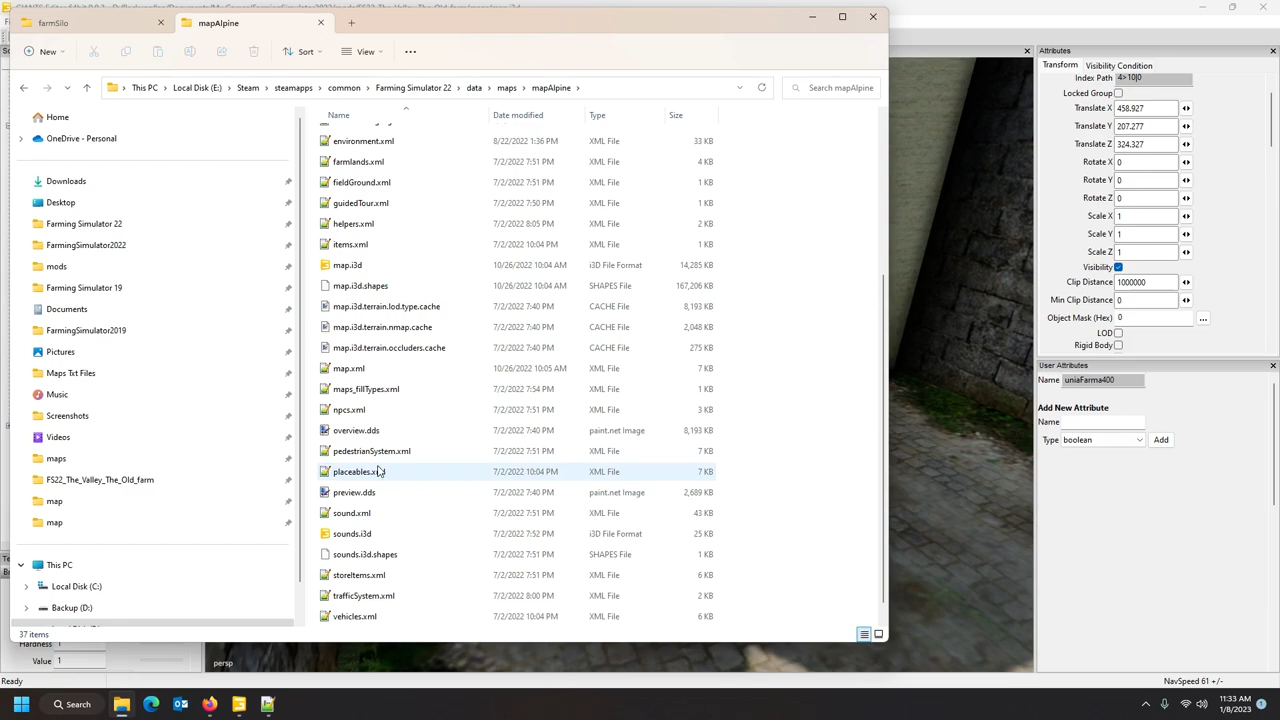 farmSilo
mapAlpine
New
Sort
View
This PC
Local Disk (E:)
Steam
steamapps
common
Farming Simulator 22
data
maps
mapAlpine
Search mapAlpine
Home
OneDrive - Personal
Downloads
Desktop
Farming Simulator 22
FarmingSimulator2022
mods
Farming Simulator 19
Documents
FarmingSimulator2019
Pictures
Maps Txt Files
Music
Screenshots
Videos
maps
FS22_The_Valley_The_Old_farm
map
map
This PC
Local Disk (C:)
Backup (D:)
Name Date modified Type Size
environment.xml 8/22/2022 1:36 PM XML File 33 KB
farmlands.xml 7/2/2022 7:51 PM XML File 4 KB
fieldGround.xml 7/2/2022 7:51 PM XML File 1 KB
guidedTour.xml 7/2/2022 7:50 PM XML File 1 KB
helpers.xml 7/2/2022 8:05 PM XML File 2 KB
items.xml 7/2/2022 10:04 PM XML File 1 KB
map.i3d 10/26/2022 10:04 AM i3D File Format 14,285 KB
map.i3d.shapes 10/26/2022 10:04 AM SHAPES File 167,206 KB
map.i3d.terrain.lod.type.cache 7/2/2022 7:40 PM CACHE File 8,193 KB
map.i3d.terrain.nmap.cache 7/2/2022 7:40 PM CACHE File 2,048 KB
map.i3d.terrain.occluders.cache 7/2/2022 7:40 PM CACHE File 275 KB
map.xml 10/26/2022 10:05 AM XML File 7 KB
maps_fillTypes.xml 7/2/2022 7:54 PM XML File 1 KB
npcs.xml 7/2/2022 7:51 PM XML File 3 KB
overview.dds 7/2/2022 7:40 PM paint.net Image 8,193 KB
pedestrianSystem.xml 7/2/2022 7:51 PM XML File 7 KB
placeables.xml 7/2/2022 10:04 PM XML File 7 KB
preview.dds 7/2/2022 7:40 PM paint.net Image 2,689 KB
sound.xml 7/2/2022 7:51 PM XML File 43 KB
sounds.i3d 7/2/2022 7:52 PM i3D File Format 25 KB
sounds.i3d.shapes 7/2/2022 7:51 PM SHAPES File 1 KB
storeItems.xml 7/2/2022 7:51 PM XML File 6 KB
trafficSystem.xml 7/2/2022 8:00 PM XML File 2 KB
vehicles.xml 7/2/2022 10:04 PM XML File 6 KB
37 items
Attributes
Transform Visibility Condition
Index Path 4>10|0
Locked Group
Translate X 458.927
Translate Y 207.277
Translate Z 324.327
Rotate X 0
Rotate Y 0
Rotate Z 0
Scale X 1
Scale Y 1
Scale Z 1
Visibility
Clip Distance 1000000
Min Clip Distance 0
Object Mask (Hex) 0 ...
LOD
Rigid Body
User Attributes
Name uniaFarma400
Add New Attribute
Name
Type boolean Add
Hardness
Value 1
persp
Ready
NavSpeed 61 +/-
Search
11:33 AM
1/8/2023